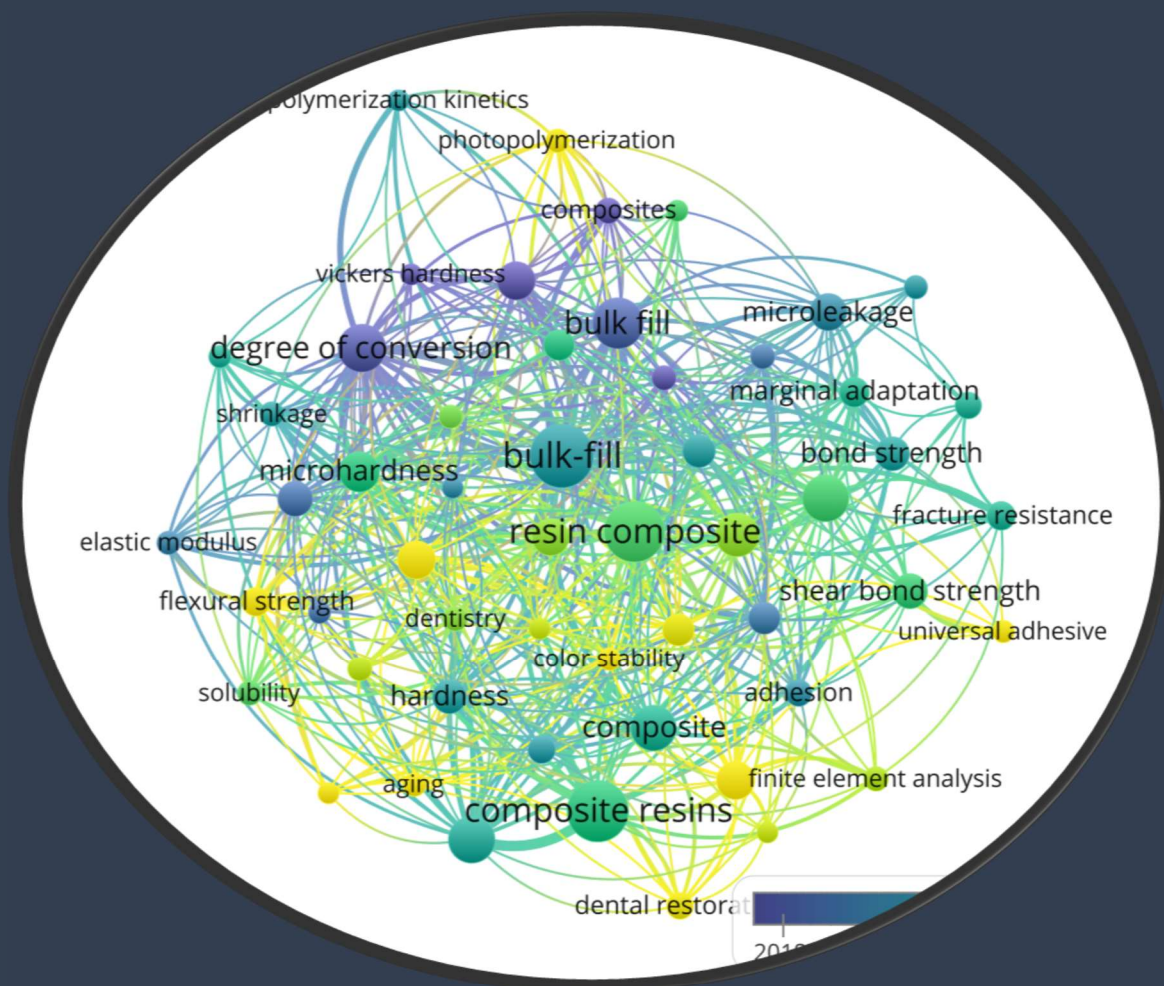 polymerization kinetics
photopolymerization
composites
vickers hardness
microleakage
bulk fill
degree of conversion
marginal adaptation
shrinkage
bulk-fill
bond strength
microhardness
fracture resistance
resin composite
elastic modulus
shear bond strength
flexural strength
dentistry
universal adhesive
color stability
solubility
hardness
adhesion
composite
finite element analysis
aging
composite resins
dental restorat